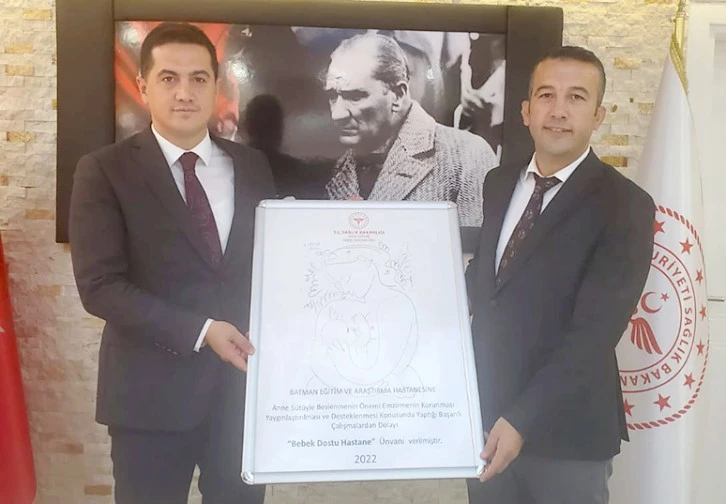 T.C. SAĞLIK BAKANLIĞI
BATMAN EĞİTİM VE ARAŞTIRMA HASTANESİNE
Anne Sütüyle Beslenmenin Önemi Emzirmenin Korunması
Yaygınlaştırılması ve Desteklenmesi Konusunda Yaptığı Başarılı
Çalışmalardan Dolayı
"Bebek Dostu Hastane" Ünvanı verilmiştir.
2022
URİYETİ SAĞLIK BAKAN